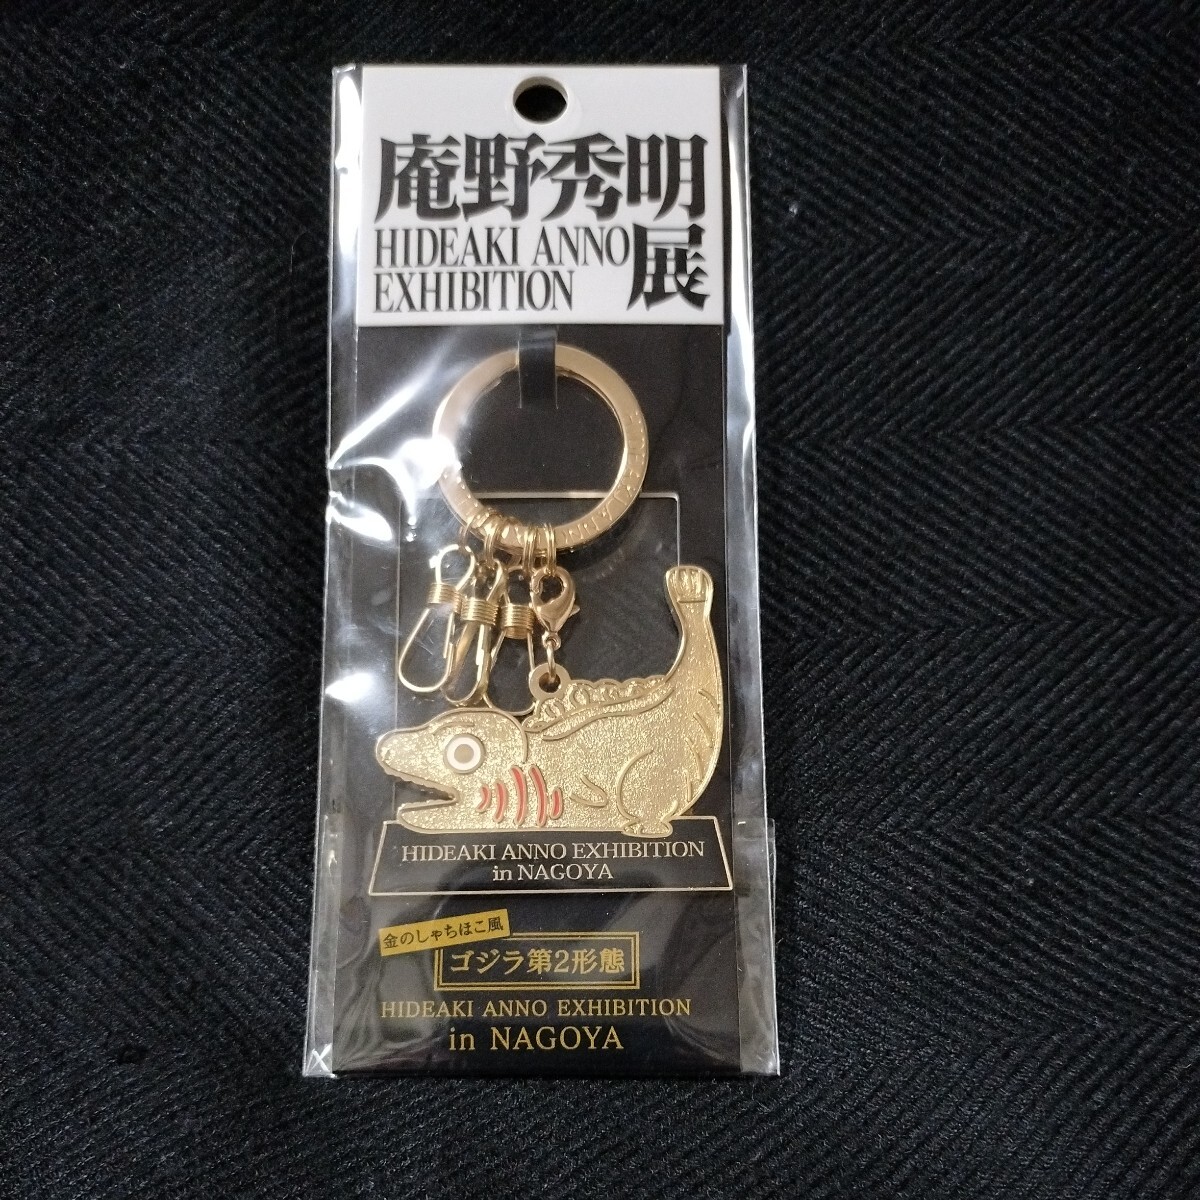 庵野秀明
HIDEAKI ANNO
EXHIBITION
展
HIDEAKI ANNO EXHIBITION
in NAGOYA
金のしゃちほこ風
ゴジラ第2形態
HIDEAKI ANNO EXHIBITION
in NAGOYA